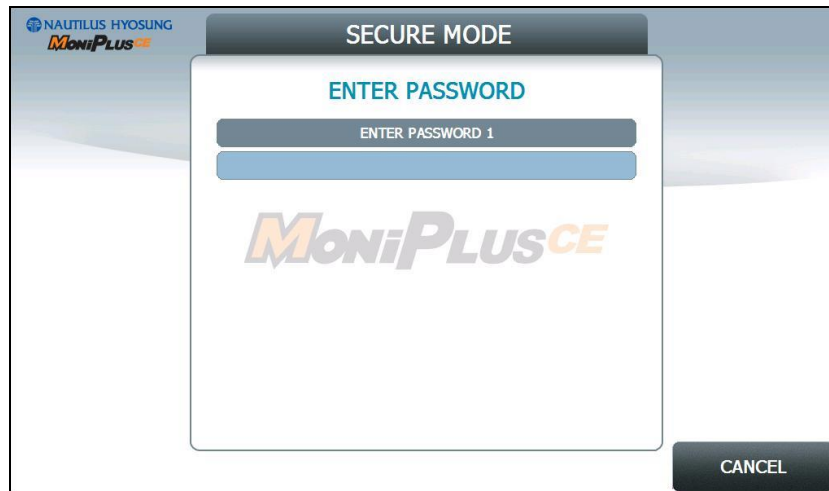 NAUTILUS HYOSUNG
MoniPlusCE
SECURE MODE
ENTER PASSWORD
ENTER PASSWORD 1
MoniPlusCE
CANCEL